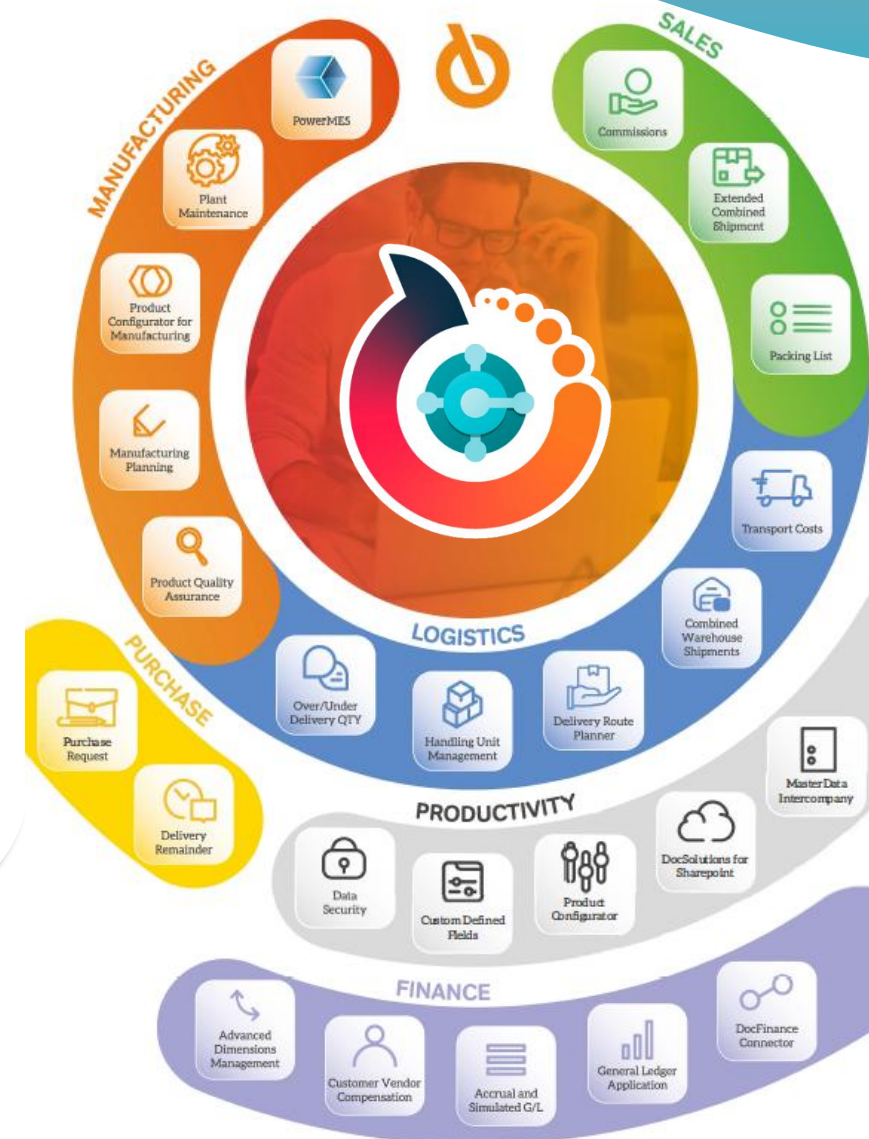 MANUFACTURING
PowerMES
Plant
Maintenance
Product
Configurator for
Manufacturing
Manufacturing
Planning
Product Quality
Assurance
SALES
Commissions
Extended
Combined
Shipment
Packing List
LOGISTICS
Transport Costs
Combined
Warehouse
Shipments
Delivery Route
Planner
Handling Unit
Management
Over/Under
Delivery QTY
PURCHASE
Purchase
Request
Delivery
Remainder
PRODUCTIVITY
Data
Security
Custom Defined
Fields
Product
Configurator
DocSolutions for
Sharepoint
MasterData
Intercompany
FINANCE
Advanced
Dimensions
Management
Customer Vendor
Compensation
Accrual and
Simulated G/L
General Ledger
Application
DocFinance
Connector